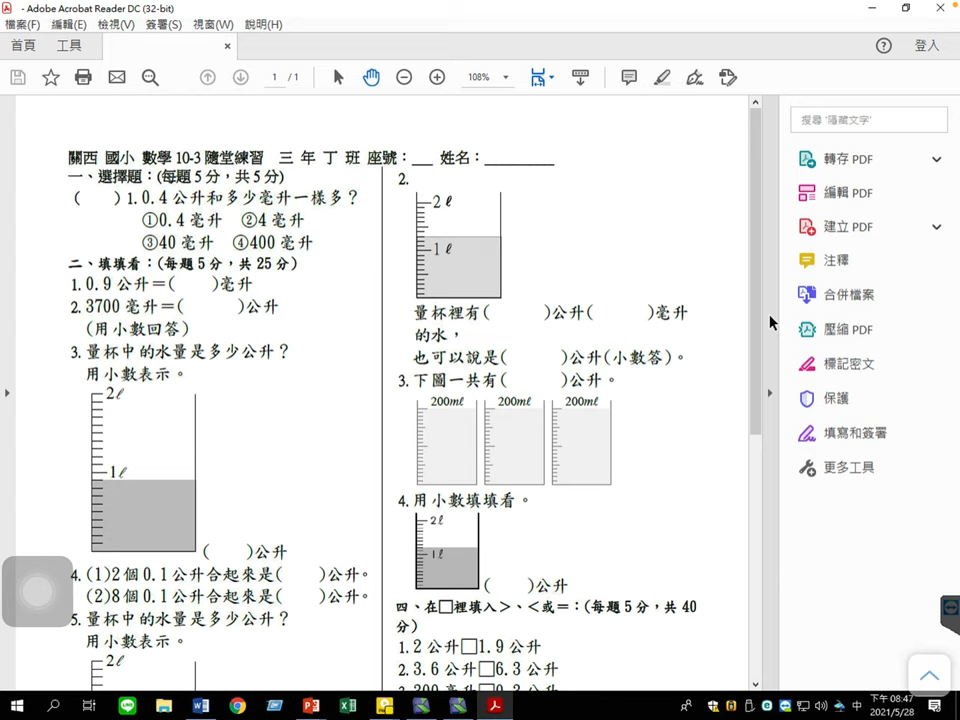 - Adobe Acrobat Reader DC (32-bit)
檔案(F) 編輯(E) 檢視(V) 簽署(S) 視窗(W) 說明(H)
首頁 工具 × 登入
1 / 1 108%
關西 國小 數學 10-3 隨堂練習 三 年 丁 班 座號：___ 姓名：__________
一、選擇題：(每題 5 分，共 5 分)
( ) 1. 0.4 公升和多少毫升一樣多？
①0.4 毫升 ②4 毫升
③40 毫升 ④400 毫升
二、填填看：(每題 5 分，共 25 分)
1. 0.9 公升＝( )毫升
2. 3700 毫升＝( )公升
(用小數回答)
3. 量杯中的水量是多少公升？
用小數表示。
2ℓ
1ℓ
( )公升
4. (1)2 個 0.1 公升合起來是( )公升。
(2)8 個 0.1 公升合起來是( )公升。
5. 量杯中的水量是多少公升？
用小數表示。
2ℓ
2.
2ℓ
1ℓ
量杯裡有( )公升( )毫升
的水，
也可以說是( )公升(小數答)。
3. 下圖一共有( )公升。
200mℓ 200mℓ 200mℓ
4. 用小數填填看。
2ℓ
1ℓ
( )公升
四、在□裡填入＞、＜或＝：(每題 5 分，共 40
分)
1. 2 公升□1.9 公升
2. 3.6 公升□6.3 公升
搜尋 '隱藏文字'
轉存 PDF
編輯 PDF
建立 PDF
注釋
合併檔案
壓縮 PDF
標記密文
保護
填寫和簽署
更多工具
中
下午 08:47
2021/5/28